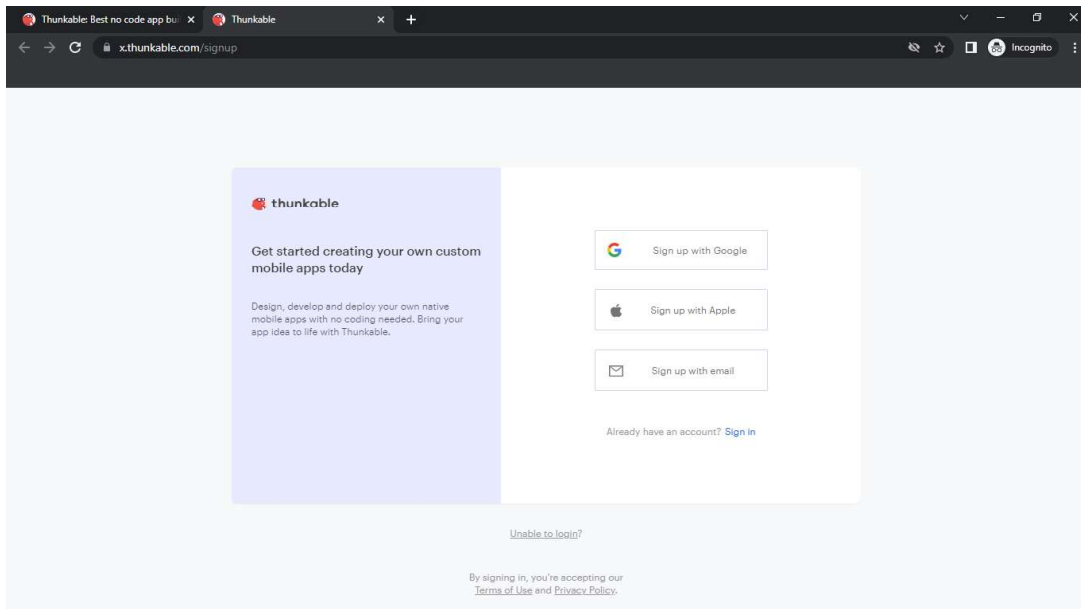 Thunkable: Best no code app bui
Thunkable
x.thunkable.com/signup
Incognito
thunkable
Get started creating your own custom
mobile apps today
Design, develop and deploy your own native
mobile apps with no coding needed. Bring your
app idea to life with Thunkable.
Sign up with Google
Sign up with Apple
Sign up with email
Already have an account? Sign in
Unable to login?
By signing in, you're accepting our
Terms of Use and Privacy Policy.